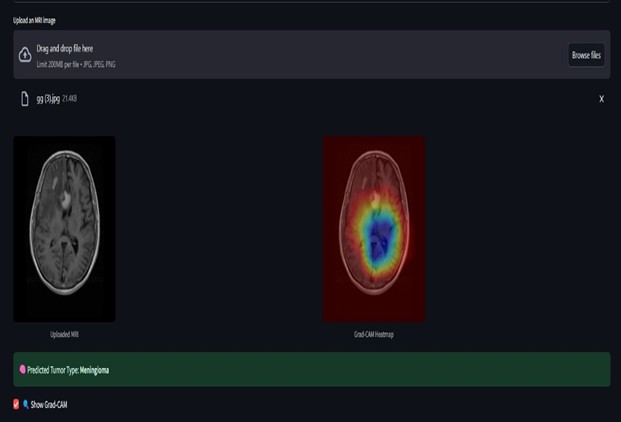 Upload an MRI image
Drag and drop file here
Limit 200MB per file • JPG, JPEG, PNG
Browse files
gg (3).jpg 21.4KB
X
Uploaded MRI
Grad-CAM Heatmap
Predicted Tumor Type: Meningioma
Show Grad-CAM